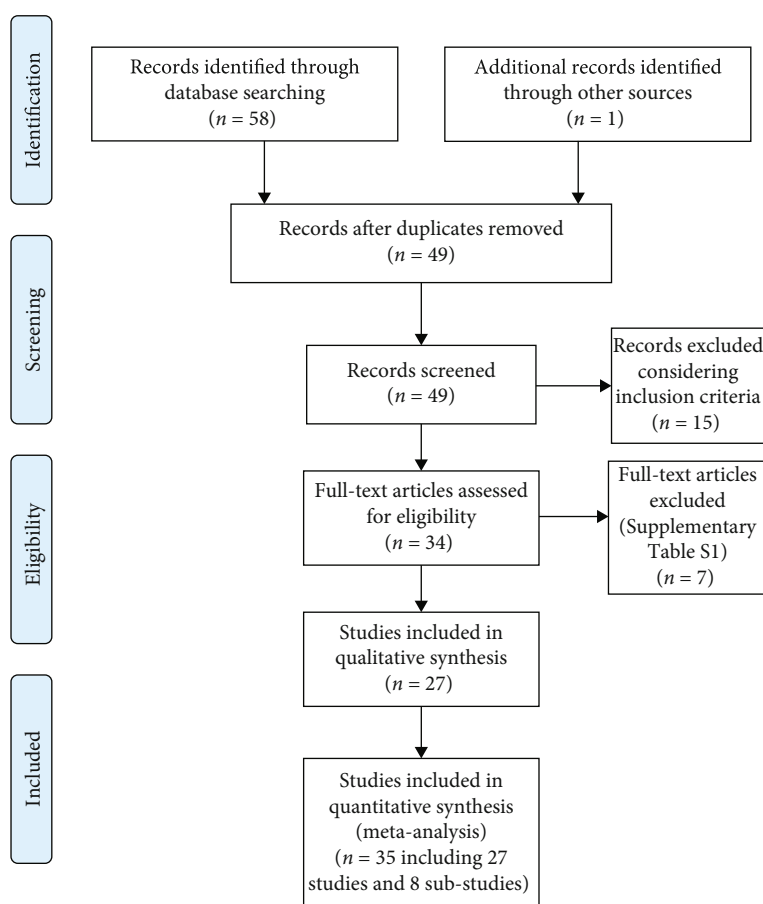 Identification
Records identified through
database searching
(n = 58)
Additional records identified
through other sources
(n = 1)
Records after duplicates removed
(n = 49)
Screening
Records screened
(n = 49)
Records excluded
considering
inclusion criteria
(n = 15)
Eligibility
Full-text articles assessed
for eligibility
(n = 34)
Full-text articles
excluded
(Supplementary
Table S1)
(n = 7)
Studies included in
qualitative synthesis
(n = 27)
Included
Studies included in
quantitative synthesis
(meta-analysis)
(n = 35 including 27
studies and 8 sub-studies)